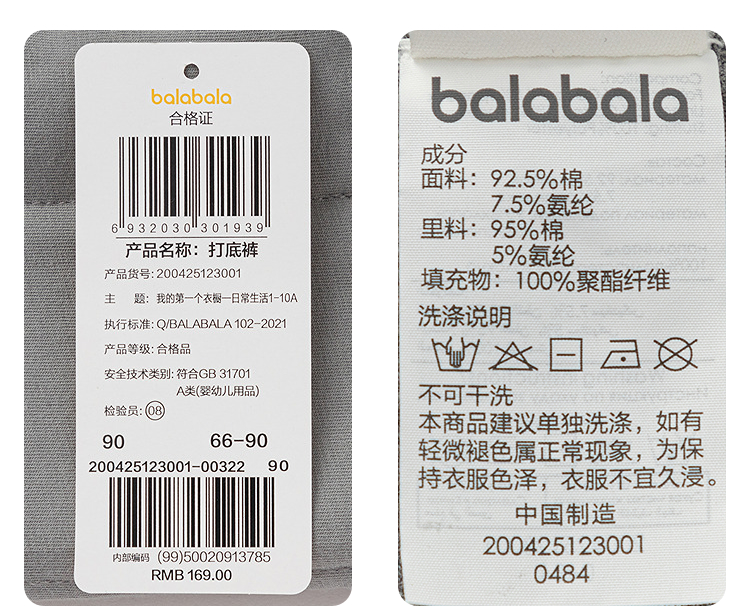 balabala
合格证
6 932030 301939
产品名称：打底裤
产品货号：200425123001
主 题：我的第一个衣橱一日常生活1-10A
执行标准：Q/BALABALA 102-2021
产品等级：合格品
安全技术类别：符合GB 31701
A类(婴幼儿用品)
检验员：08
90 66-90
200425123001-00322 90
内部编码 (99)50020913785
RMB 169.00
balabala
成分
面料：92.5%棉
7.5%氨纶
里料：95%棉
5%氨纶
填充物：100%聚酯纤维
洗涤说明
不可干洗
本商品建议单独洗涤，如有
轻微褪色属正常现象，为保
持衣服色泽，衣服不宜久浸。
中国制造
200425123001
0484